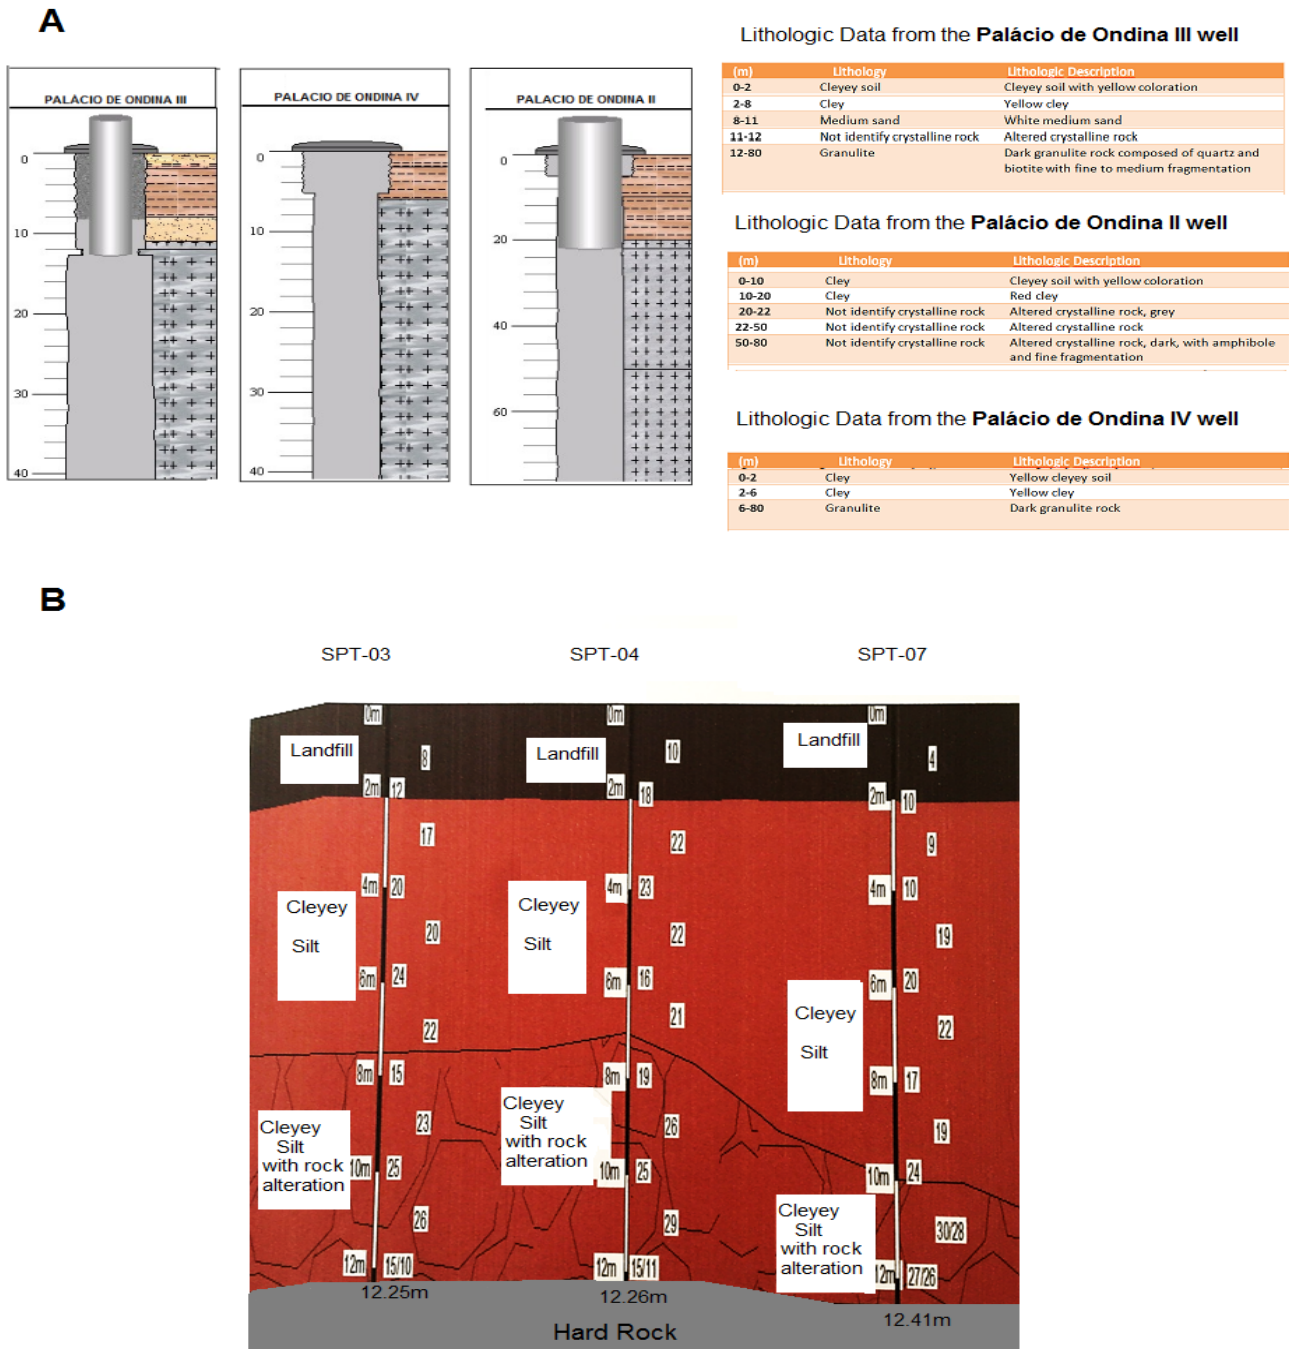 A
Lithologic Data from the Palácio de Ondina III well
PALÁCIO DE ONDINA III
PALACIO DE ONDINA IV
PALÁCIO DE ONDINA II
0
10
20
30
40
0
10
20
30
40
0
20
40
60
(m) Lithology Lithologic Description
0-2 Cleyey soil Cleyey soil with yellow coloration
2-8 Cley Yellow cley
8-11 Medium sand White medium sand
11-12 Not identify crystalline rock Altered crystalline rock
12-80 Granulite Dark granulite rock composed of quartz and
biotite with fine to medium fragmentation
Lithologic Data from the Palácio de Ondina II well
(m) Lithology Lithologic Description
0-10 Cley Cleyey soil with yellow coloration
10-20 Cley Red cley
20-22 Not identify crystalline rock Altered crystalline rock, grey
22-50 Not identify crystalline rock Altered crystalline rock
50-80 Not identify crystalline rock Altered crystalline rock, dark, with amphibole
and fine fragmentation
Lithologic Data from the Palácio de Ondina IV well
(m) Lithology Lithologic Description
0-2 Cley Yellow cleyey soil
2-6 Cley Yellow cley
6-80 Granulite Dark granulite rock
B
SPT-03
SPT-04
SPT-07
0m
Landfill
8
2m 12
17
4m 20
Cleyey
Silt
20
6m 24
22
8m 15
Cleyey
Silt
with rock
alteration
23
10m 25
26
12m 15/10
12.25m
0m
Landfill
10
2m 18
22
4m 23
Cleyey
Silt
22
6m 16
21
8m 19
Cleyey
Silt
with rock
alteration
26
10m 25
29
12m 15/11
12.26m
0m
Landfill
4
2m 10
9
4m 10
19
6m 20
Cleyey
Silt
22
8m 17
19
10m 24
Cleyey
Silt
with rock
alteration
30/28
12m 27/26
12.41m
Hard Rock